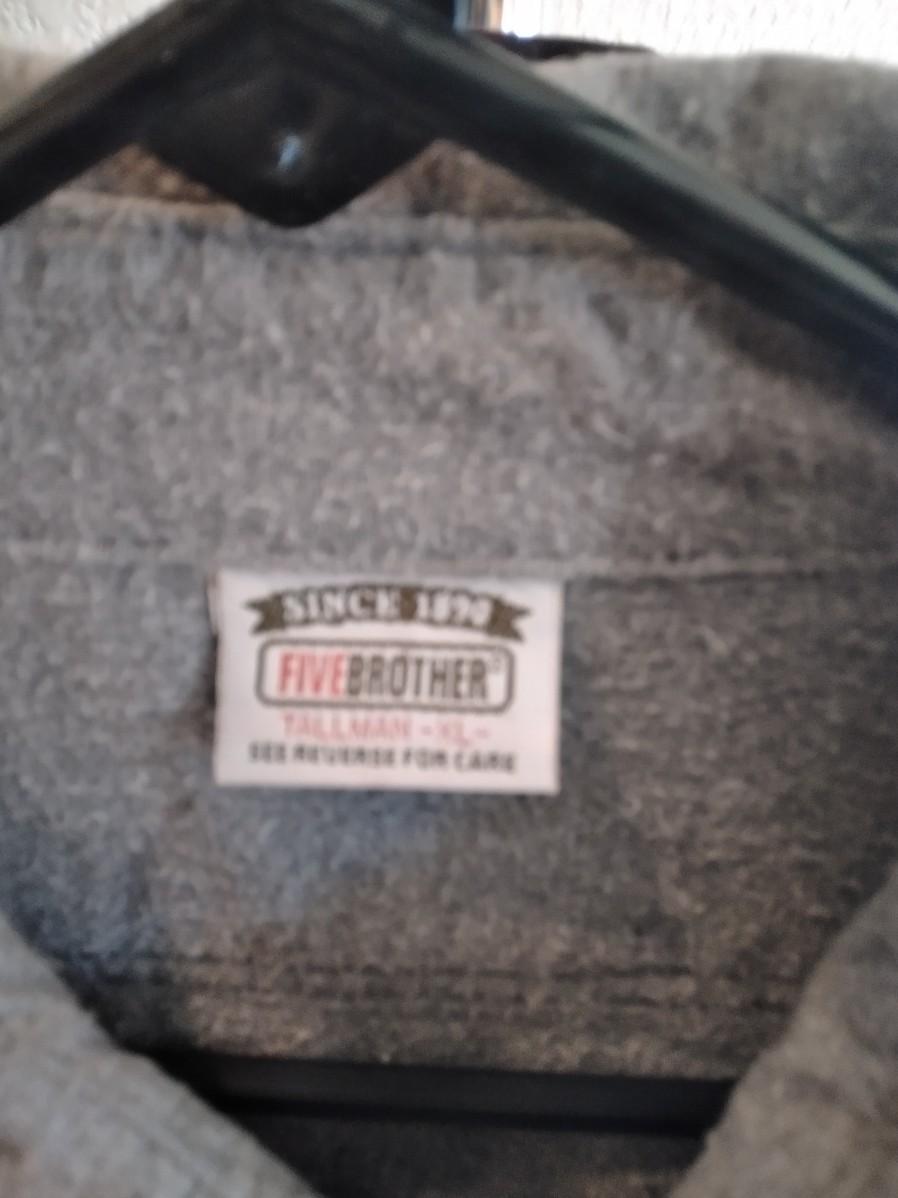 SINCE 1890
FIVEBROTHER®
TALLMAN -XL-
SEE REVERSE FOR CARE